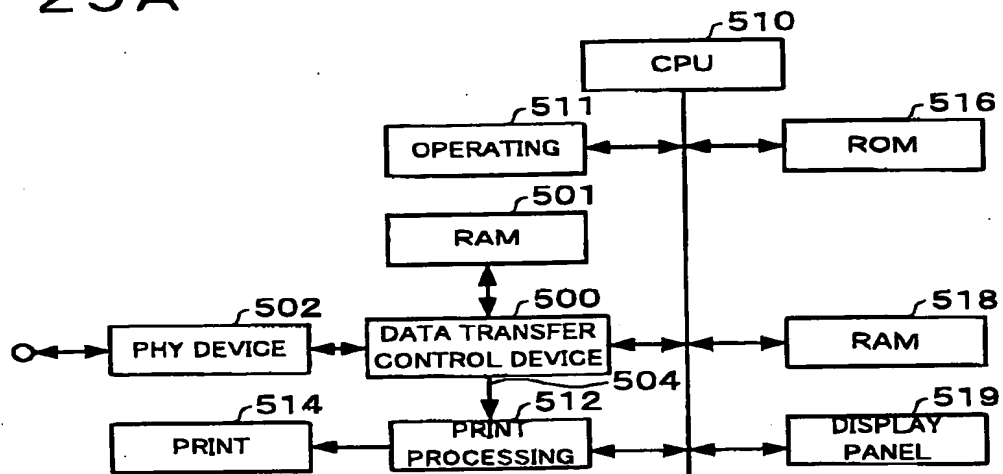 25A
510
CPU
511
OPERATING
516
ROM
501
RAM
502
PHY DEVICE
500
DATA TRANSFER
CONTROL DEVICE
518
RAM
504
514
PRINT
512
PRINT
PROCESSING
519
DISPLAY
PANEL